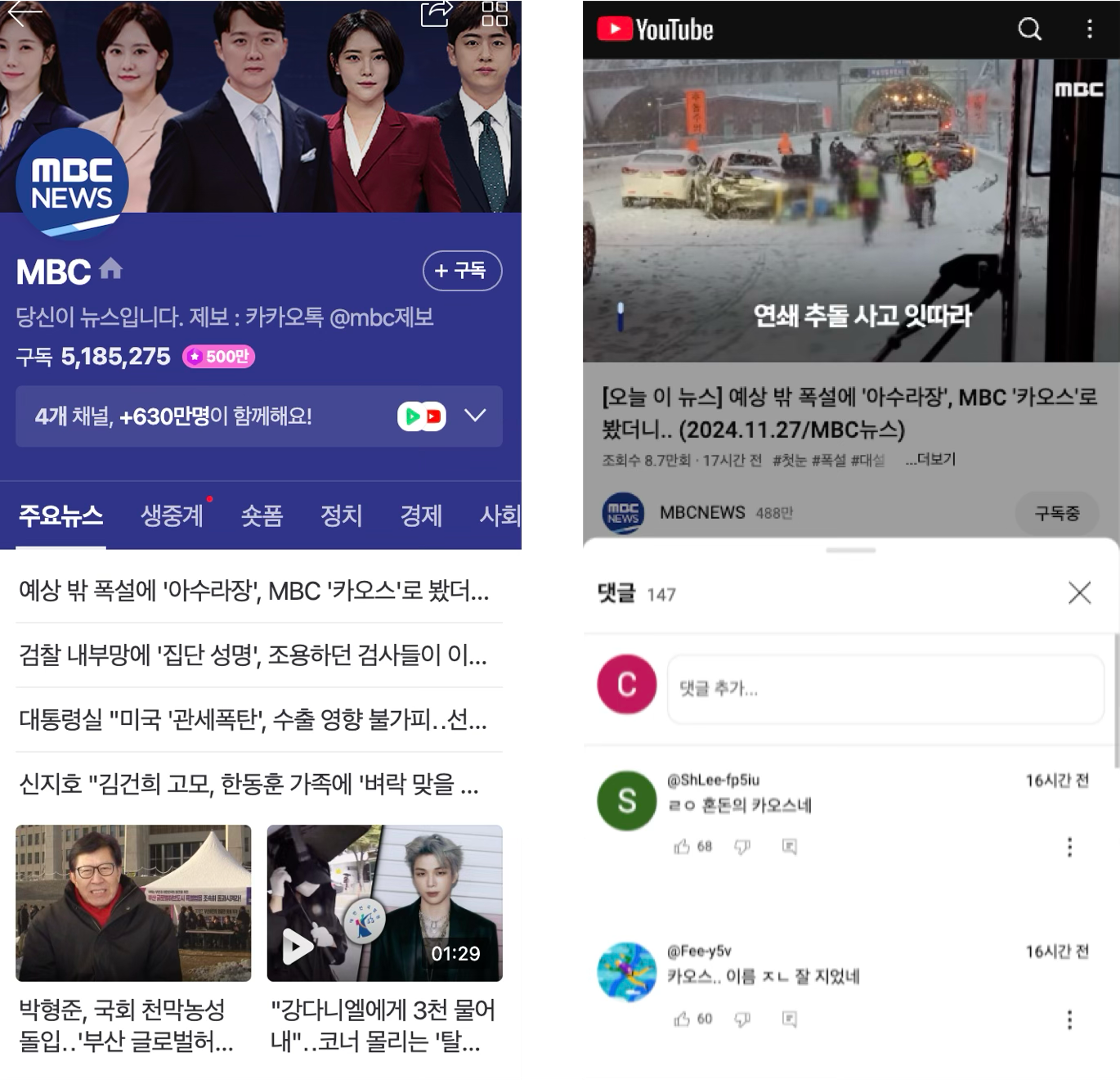 MBC
NEWS
MBC
+ 구독
당신이 뉴스입니다. 제보 : 카카오톡 @mbc제보
구독 5,185,275 500만
4개 채널, +630만명이 함께해요!
주요뉴스 생중계 숏폼 정치 경제 사회
예상 밖 폭설에 '아수라장', MBC '카오스'로 봤더...
검찰 내부망에 '집단 성명', 조용하던 검사들이 이...
대통령실 "미국 '관세폭탄', 수출 영향 불가피..선...
신지호 "김건희 고모, 한동훈 가족에 '벼락 맞을 ...
01:29
박형준, 국회 천막농성
돌입..'부산 글로벌허...
"강다니엘에게 3천 물어
내"..코너 몰리는 '탈...
YouTube
MBC
연쇄 추돌 사고 잇따라
[오늘 이 뉴스] 예상 밖 폭설에 '아수라장', MBC '카오스'로
봤더니.. (2024.11.27/MBC뉴스)
조회수 8.7만회 · 17시간 전 #첫눈 #폭설 #대설 ...더보기
MBC
NEWS
MBCNEWS 488만
구독중
댓글 147
C
댓글 추가...
S
@ShLee-fp5iu 16시간 전
ㄹㅇ 혼돈의 카오스네
68
@Fee-y5v 16시간 전
카오스.. 이름 ㅈㄴ 잘 지었네
60